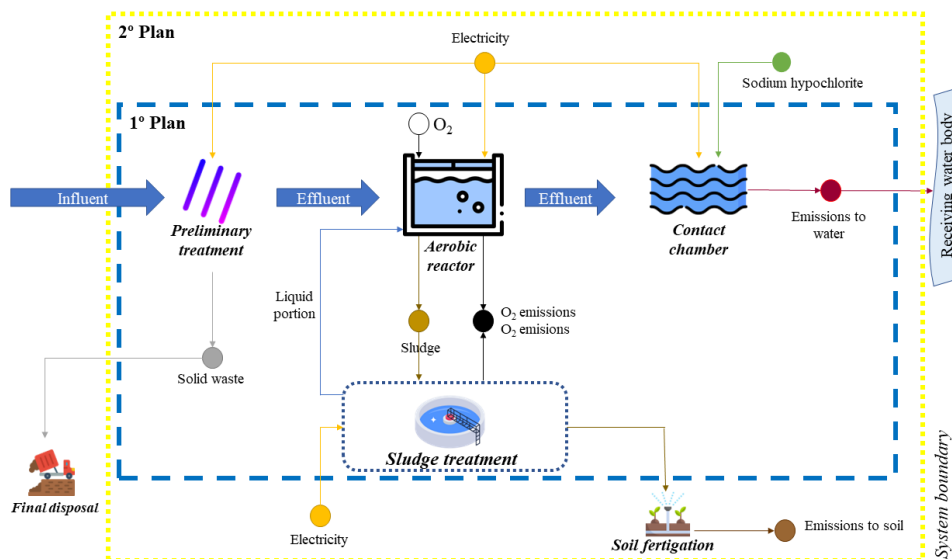 2º Plan
Electricity
Sodium hypochlorite
1º Plan
O2
Influent
Effluent
Effluent
Receiving water body
Preliminary
treatment
Aerobic
reactor
Contact
chamber
Emissions to
water
Liquid
portion
O2 emissions
O2 emisions
Sludge
Solid waste
Sludge treatment
Final disposal
Electricity
Soil fertigation
Emissions to soil
System boundary